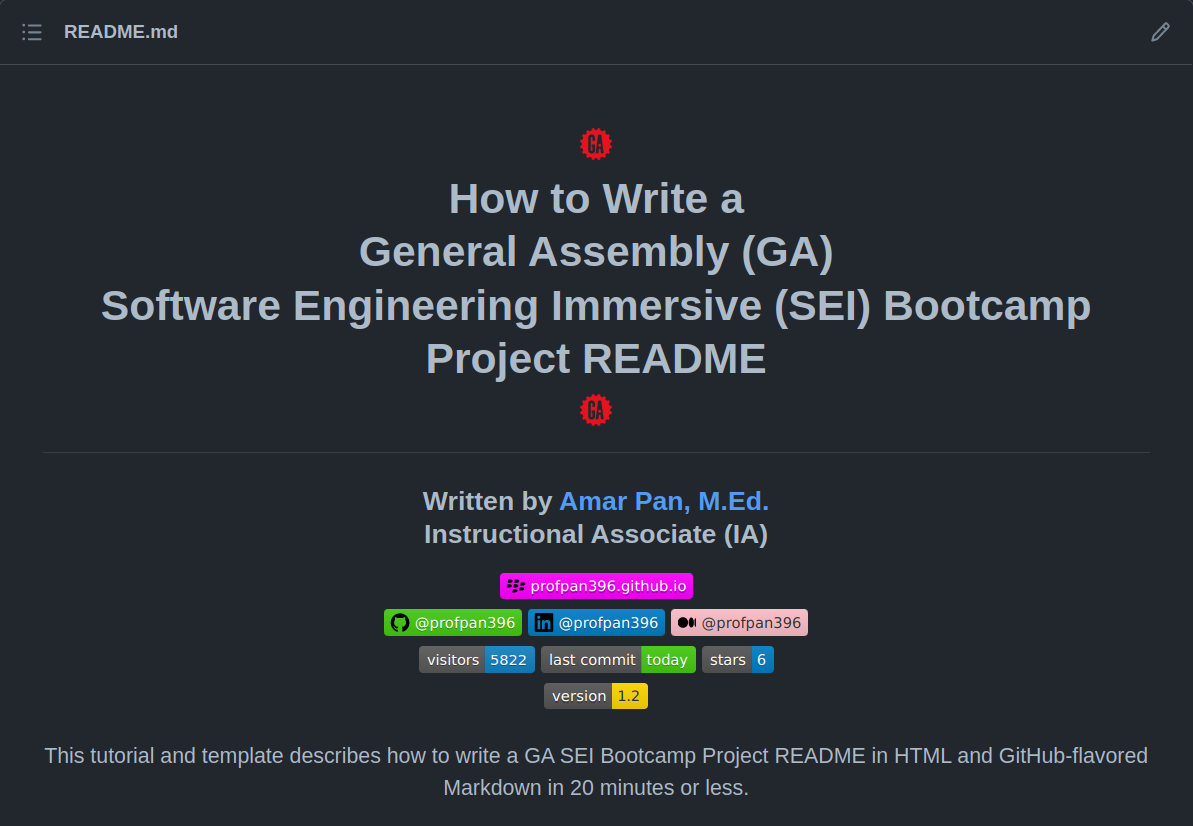 README.md
GA
How to Write a
General Assembly (GA)
Software Engineering Immersive (SEI) Bootcamp
Project README
GA
Written by Amar Pan, M.Ed.
Instructional Associate (IA)
profpan396.github.io
@profpan396 in @profpan396 @profpan396
visitors 5822 last commit today stars 6
version 1.2
This tutorial and template describes how to write a GA SEI Bootcamp Project README in HTML and GitHub-flavored
Markdown in 20 minutes or less.